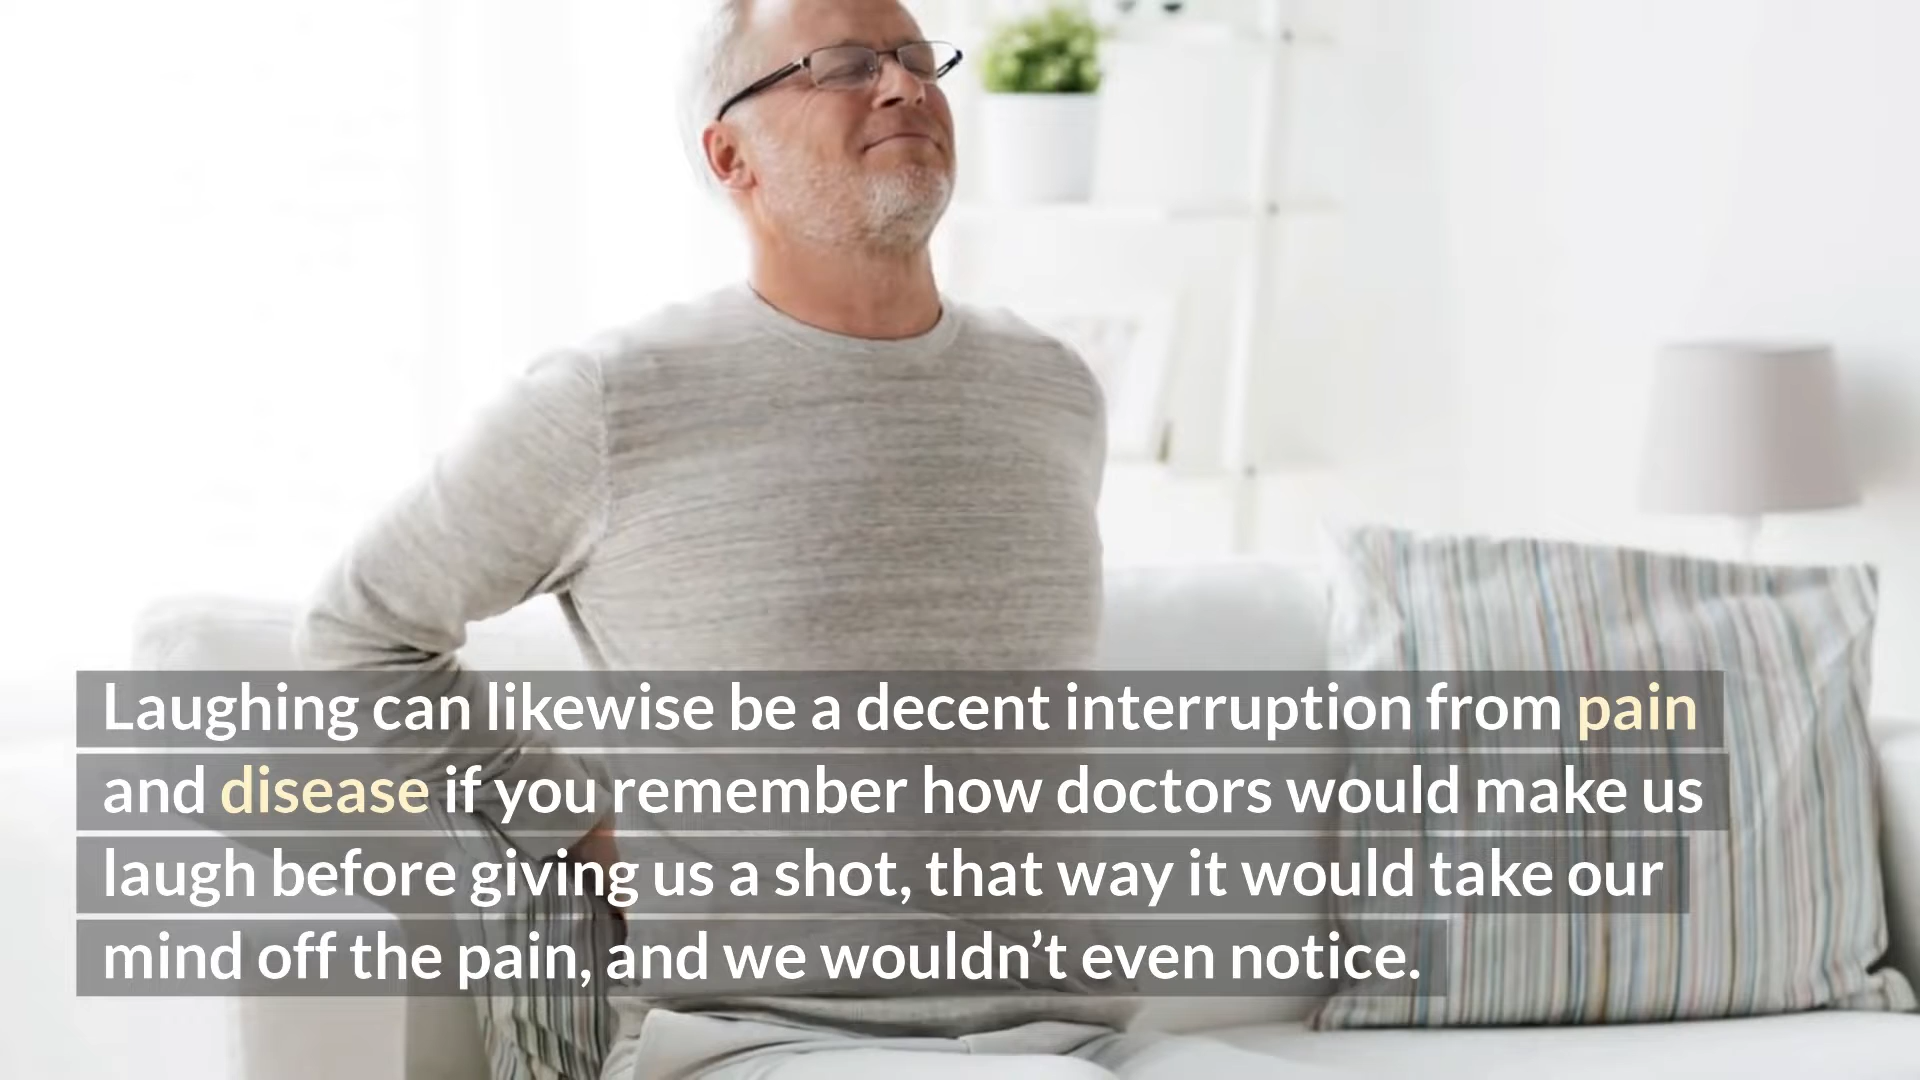 Laughing can likewise be a decent interruption from pain
and disease if you remember how doctors would make us
laugh before giving us a shot, that way it would take our
mind off the pain, and we wouldn’t even notice.